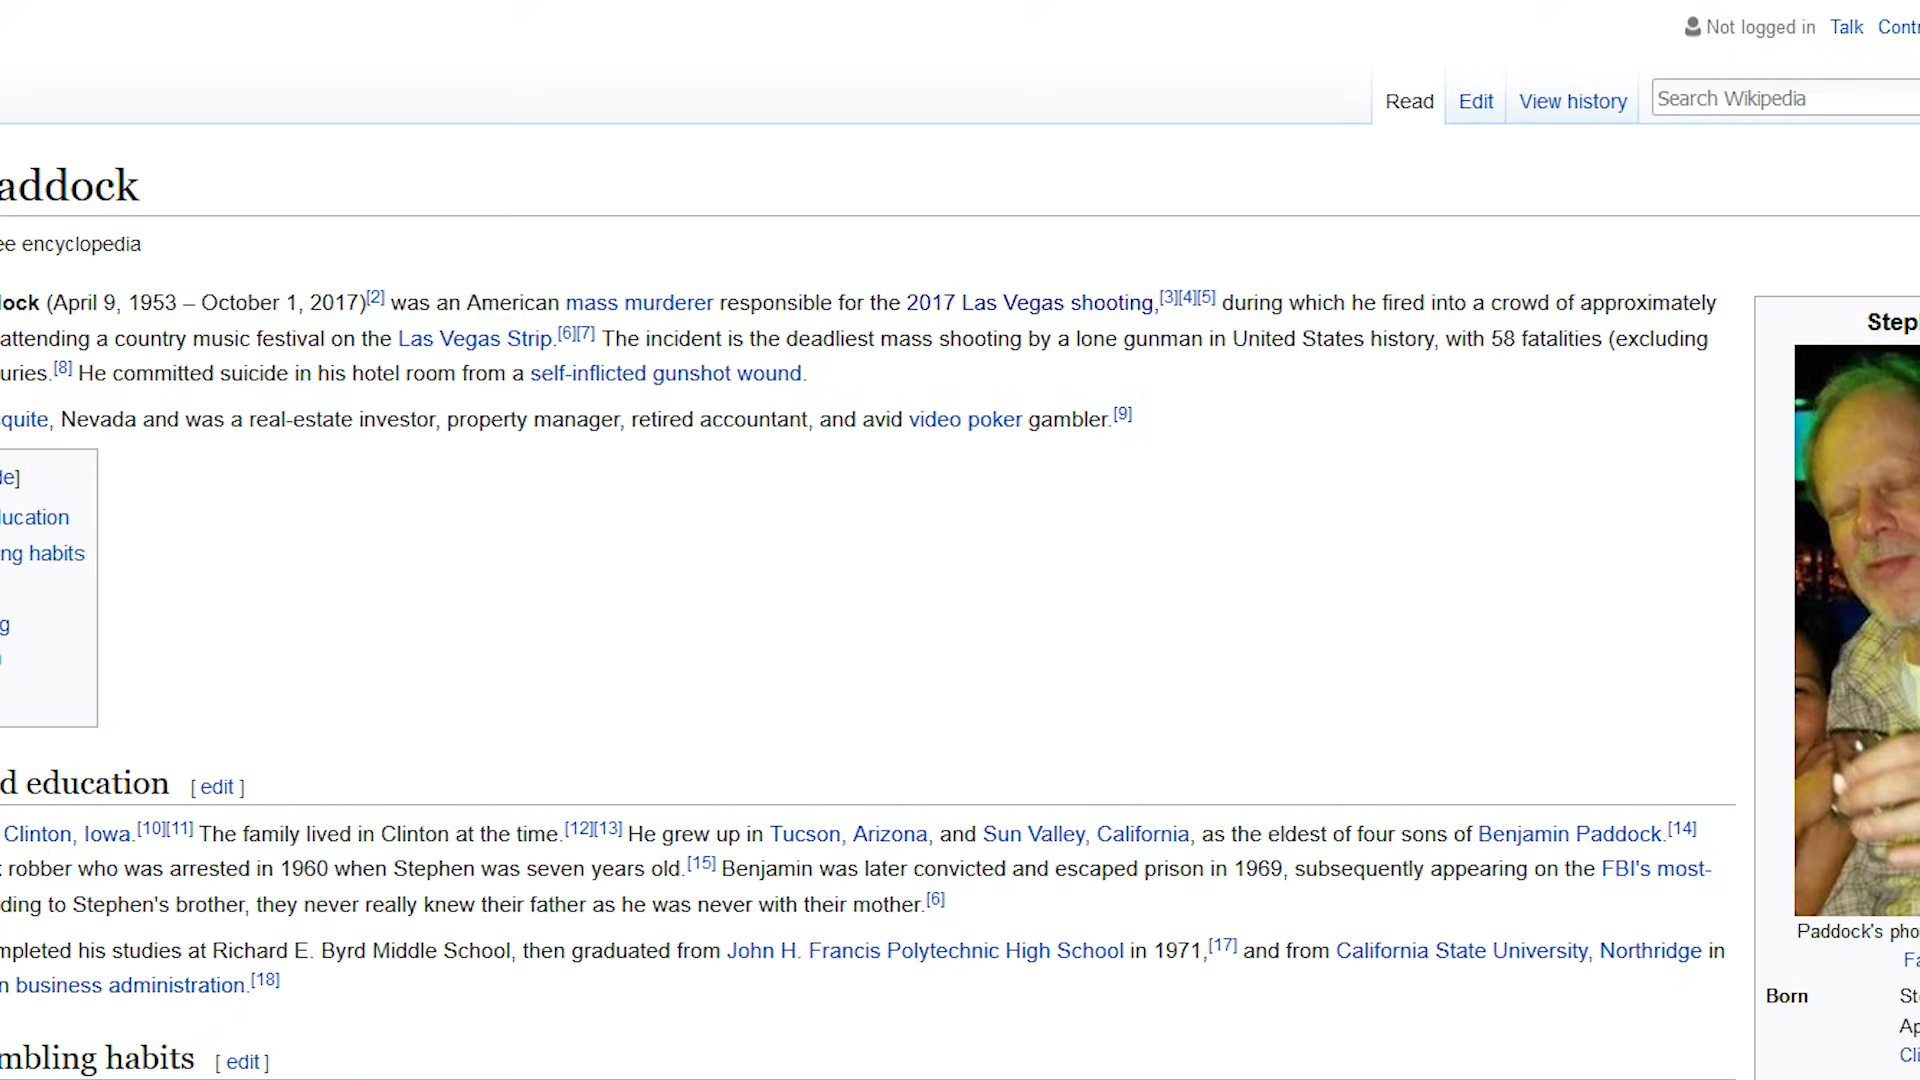 Not logged in Talk Contr
Read Edit View history Search Wikipedia
addock
ee encyclopedia
lock (April 9, 1953 – October 1, 2017)[2] was an American mass murderer responsible for the 2017 Las Vegas shooting,[3][4][5] during which he fired into a crowd of approximately
attending a country music festival on the Las Vegas Strip.[6][7] The incident is the deadliest mass shooting by a lone gunman in United States history, with 58 fatalities (excluding
uries.[8] He committed suicide in his hotel room from a self-inflicted gunshot wound.
quite, Nevada and was a real-estate investor, property manager, retired accountant, and avid video poker gambler.[9]
de]
ducation
ng habits
g
d education [ edit ]
Clinton, Iowa.[10][11] The family lived in Clinton at the time.[12][13] He grew up in Tucson, Arizona, and Sun Valley, California, as the eldest of four sons of Benjamin Paddock.[14]
robber who was arrested in 1960 when Stephen was seven years old.[15] Benjamin was later convicted and escaped prison in 1969, subsequently appearing on the FBI's most-
ding to Stephen's brother, they never really knew their father as he was never with their mother.[6]
mpleted his studies at Richard E. Byrd Middle School, then graduated from John H. Francis Polytechnic High School in 1971,[17] and from California State University, Northridge in
n business administration.[18]
mbling habits [ edit ]
Step
Paddock's pho
Fa
Born St
Ap
Cli